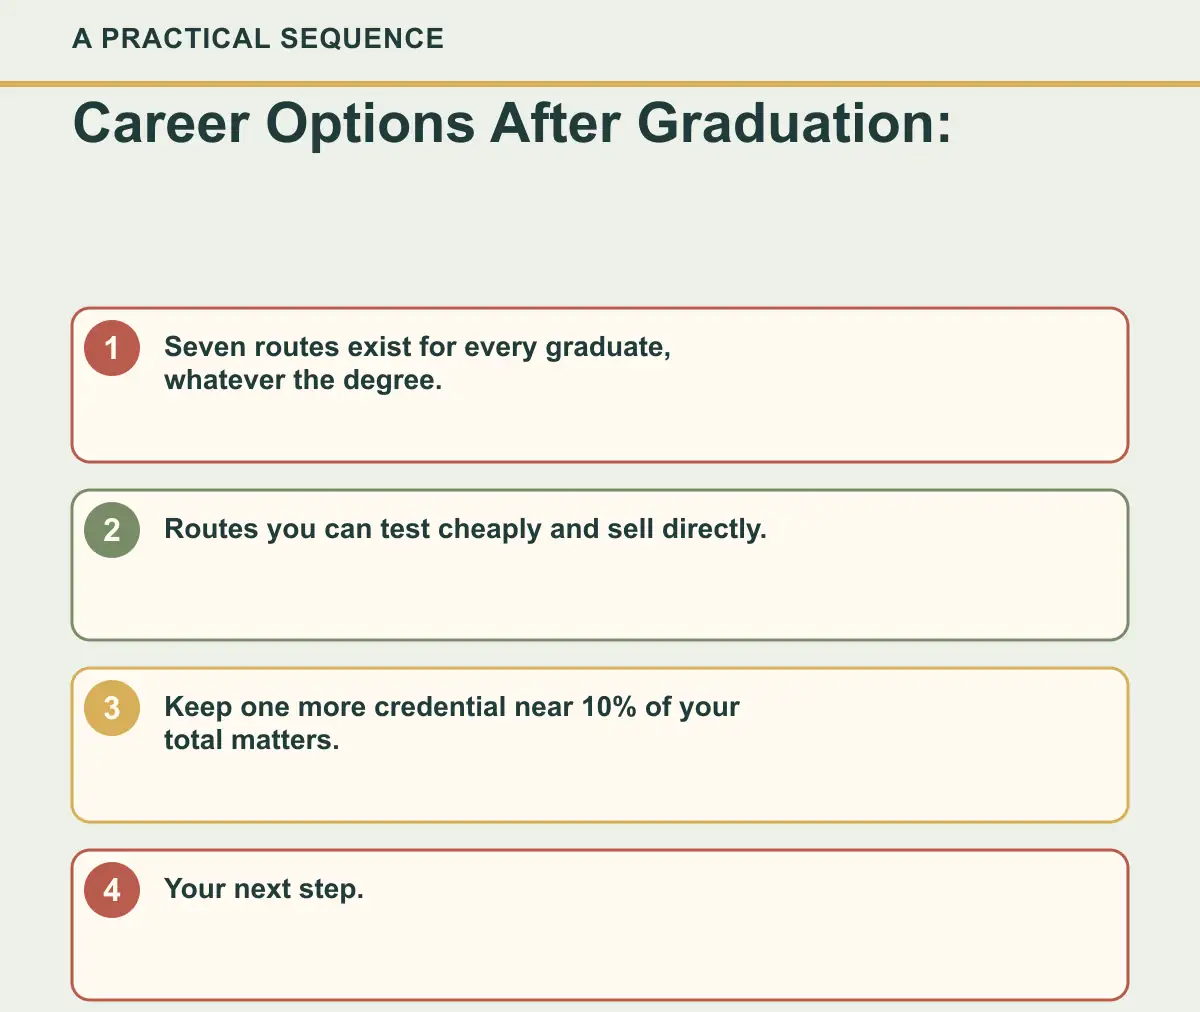 A PRACTICAL SEQUENCE
Career Options After Graduation:
1
Seven routes exist for every graduate,
whatever the degree.
2
Routes you can test cheaply and sell directly.
3
Keep one more credential near 10% of your
total matters.
4
Your next step.